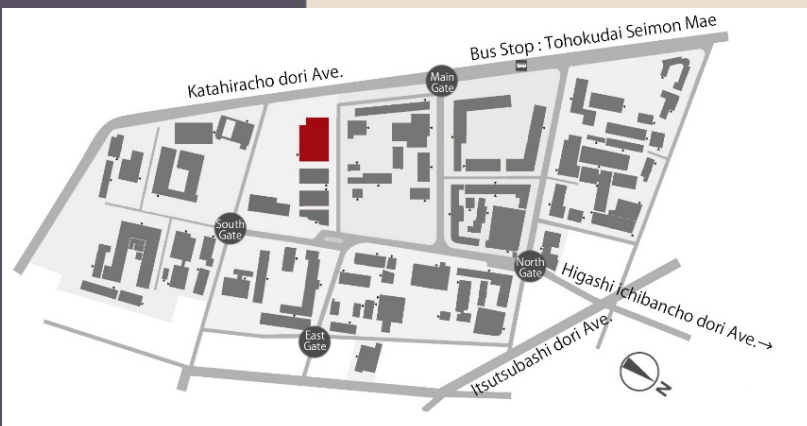 Bus Stop : Tohokudai Seimon Mae
Katahiracho dori Ave.
Main
Gate
South
Gate
North
Gate
Higashi ichibancho dori Ave.→
East
Gate
Itsutsubashi dori Ave.
N